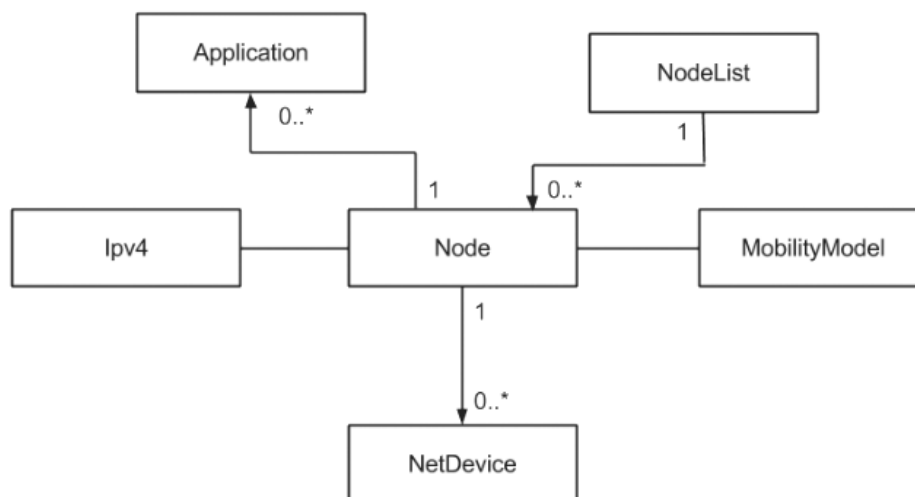 Application
NodeList
0..*
1
1
0..*
Ipv4
Node
MobilityModel
1
0..*
NetDevice